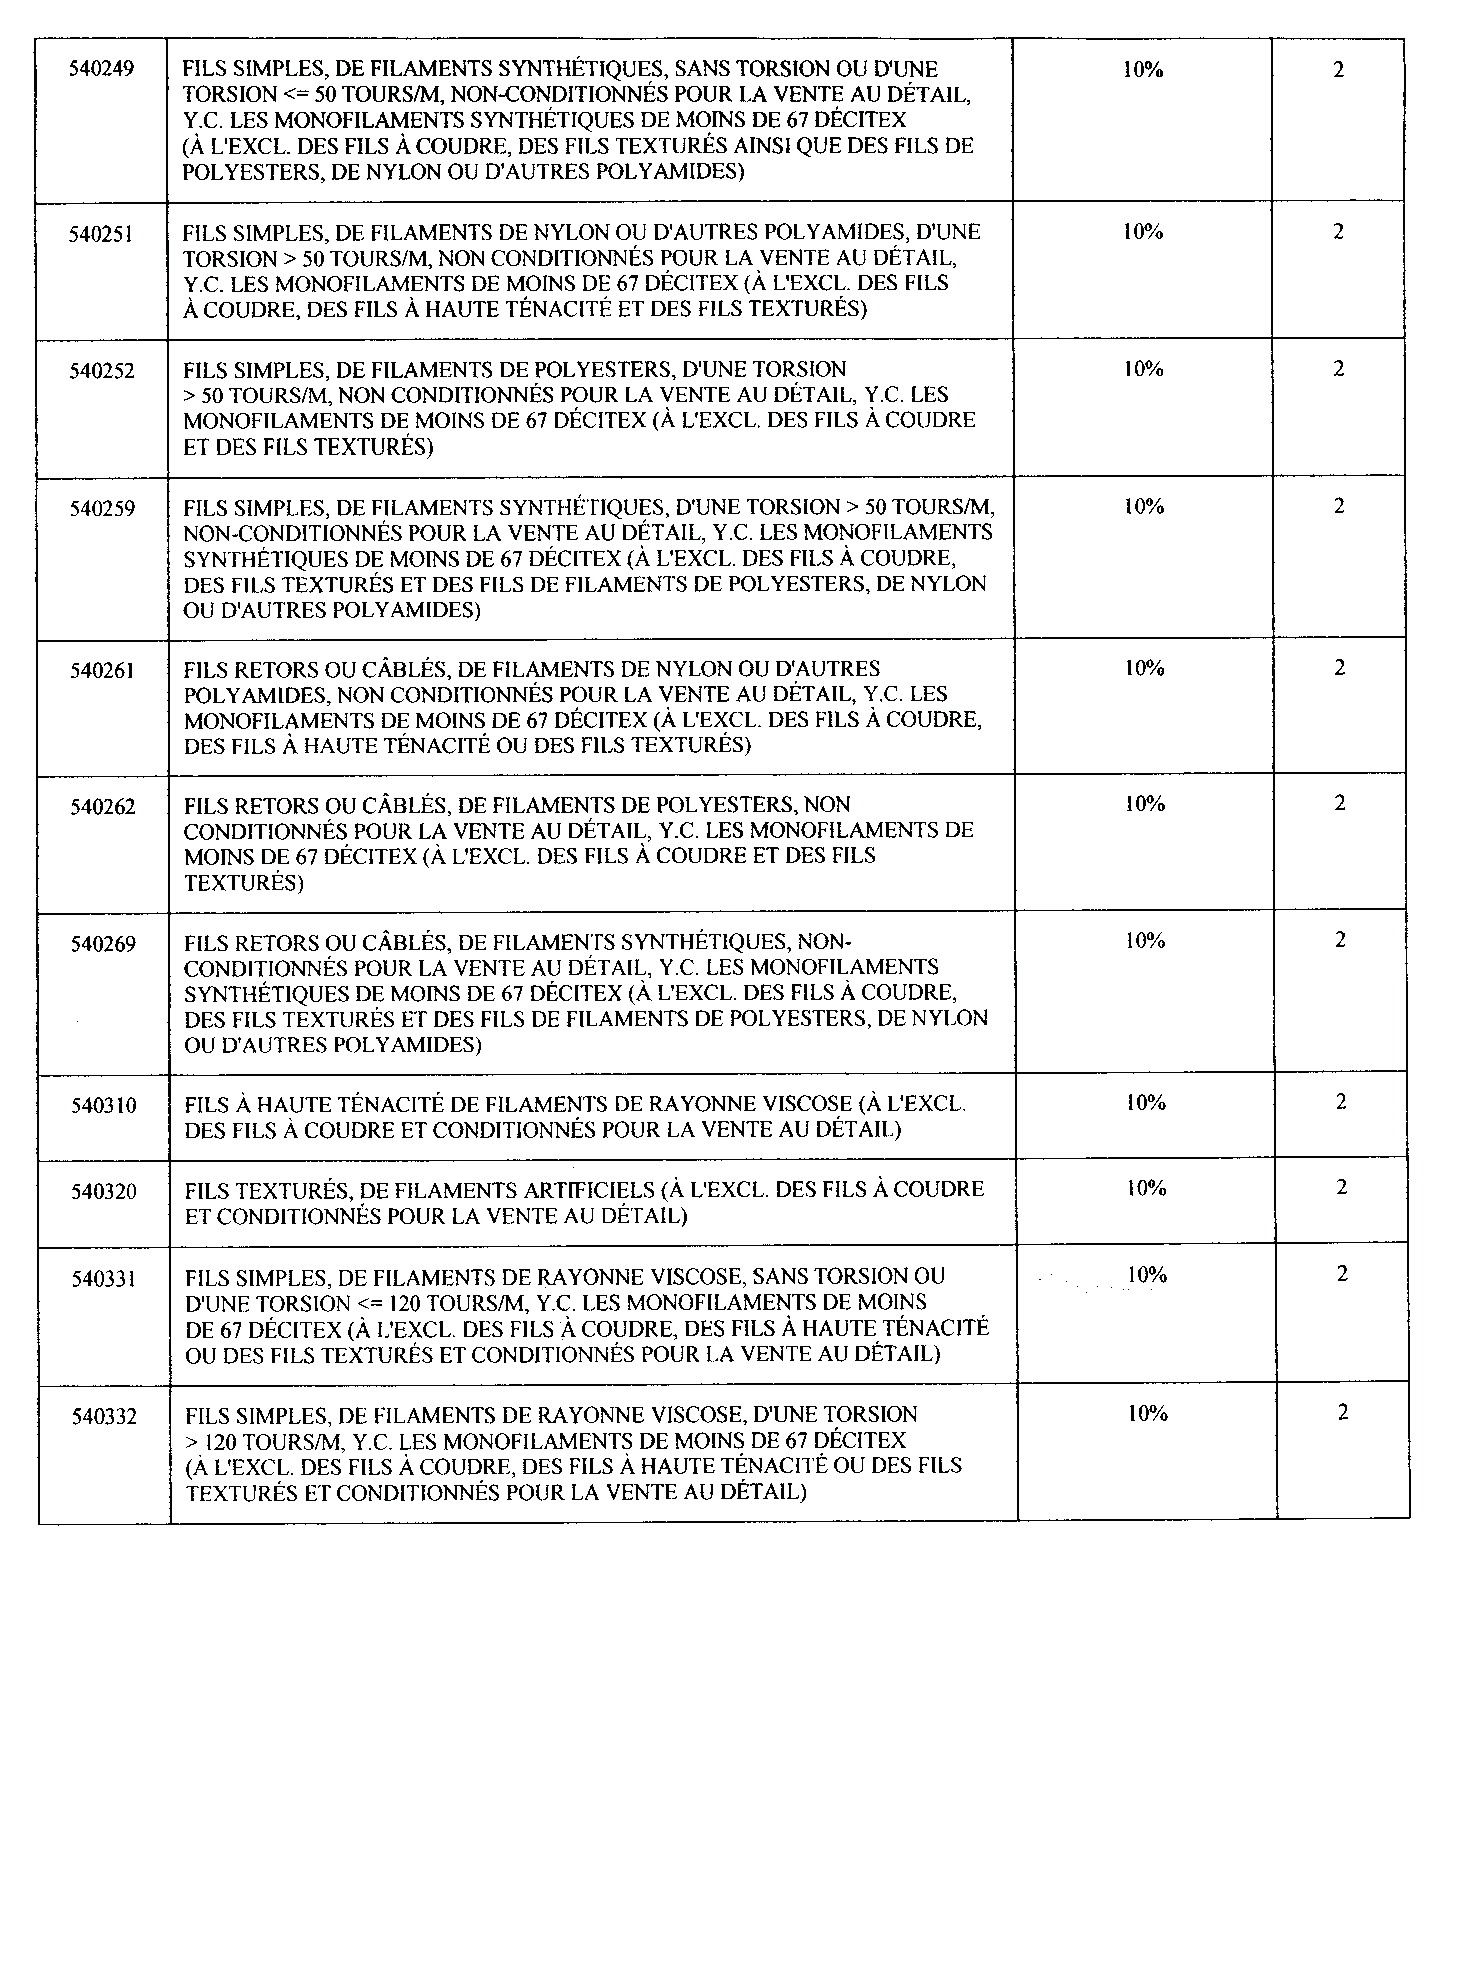 540249 FILS SIMPLES, DE FILAMENTS SYNTHÉTIQUES, SANS TORSION OU D'UNE 10% 2
TORSION <= 50 TOURS/M, NON-CONDITIONNÉS POUR LA VENTE AU DÉTAIL,
Y.C. LES MONOFILAMENTS SYNTHÉTIQUES DE MOINS DE 67 DÉCITEX
(À L'EXCL. DES FILS À COUDRE, DES FILS TEXTURÉS AINSI QUE DES FILS DE
POLYESTERS, DE NYLON OU D'AUTRES POLYAMIDES)
540251 FILS SIMPLES, DE FILAMENTS DE NYLON OU D'AUTRES POLYAMIDES, D'UNE 10% 2
TORSION > 50 TOURS/M, NON CONDITIONNÉS POUR LA VENTE AU DÉTAIL,
Y.C. LES MONOFILAMENTS DE MOINS DE 67 DÉCITEX (À L'EXCL. DES FILS
À COUDRE, DES FILS À HAUTE TÉNACITÉ ET DES FILS TEXTURÉS)
540252 FILS SIMPLES, DE FILAMENTS DE POLYESTERS, D'UNE TORSION 10% 2
> 50 TOURS/M, NON CONDITIONNÉS POUR LA VENTE AU DÉTAIL, Y.C. LES
MONOFILAMENTS DE MOINS DE 67 DÉCITEX (À L'EXCL. DES FILS À COUDRE
ET DES FILS TEXTURÉS)
540259 FILS SIMPLES, DE FILAMENTS SYNTHÉTIQUES, D'UNE TORSION > 50 TOURS/M, 10% 2
NON-CONDITIONNÉS POUR LA VENTE AU DÉTAIL, Y.C. LES MONOFILAMENTS
SYNTHÉTIQUES DE MOINS DE 67 DÉCITEX (À L'EXCL. DES FILS À COUDRE,
DES FILS TEXTURÉS ET DES FILS DE FILAMENTS DE POLYESTERS, DE NYLON
OU D'AUTRES POLYAMIDES)
540261 FILS RETORS OU CÂBLÉS, DE FILAMENTS DE NYLON OU D'AUTRES 10% 2
POLYAMIDES, NON CONDITIONNÉS POUR LA VENTE AU DÉTAIL, Y.C. LES
MONOFILAMENTS DE MOINS DE 67 DÉCITEX (À L'EXCL. DES FILS À COUDRE,
DES FILS À HAUTE TÉNACITÉ OU DES FILS TEXTURÉS)
540262 FILS RETORS OU CÂBLÉS, DE FILAMENTS DE POLYESTERS, NON 10% 2
CONDITIONNÉS POUR LA VENTE AU DÉTAIL, Y.C. LES MONOFILAMENTS DE
MOINS DE 67 DÉCITEX (À L'EXCL. DES FILS À COUDRE ET DES FILS
TEXTURÉS)
540269 FILS RETORS OU CÂBLÉS, DE FILAMENTS SYNTHÉTIQUES, NON- 10% 2
CONDITIONNÉS POUR LA VENTE AU DÉTAIL, Y.C. LES MONOFILAMENTS
SYNTHÉTIQUES DE MOINS DE 67 DÉCITEX (À L'EXCL. DES FILS À COUDRE,
DES FILS TEXTURÉS ET DES FILS DE FILAMENTS DE POLYESTERS, DE NYLON
OU D'AUTRES POLYAMIDES)
540310 FILS À HAUTE TÉNACITÉ DE FILAMENTS DE RAYONNE VISCOSE (À L'EXCL. 10% 2
DES FILS À COUDRE ET CONDITIONNÉS POUR LA VENTE AU DÉTAIL)
540320 FILS TEXTURÉS, DE FILAMENTS ARTIFICIELS (À L'EXCL. DES FILS À COUDRE 10% 2
ET CONDITIONNÉS POUR LA VENTE AU DÉTAIL)
540331 FILS SIMPLES, DE FILAMENTS DE RAYONNE VISCOSE, SANS TORSION OU 10% 2
D'UNE TORSION <= 120 TOURS/M, Y.C. LES MONOFILAMENTS DE MOINS
DE 67 DÉCITEX (À L'EXCL. DES FILS À COUDRE, DES FILS À HAUTE TÉNACITÉ
OU DES FILS TEXTURÉS ET CONDITIONNÉS POUR LA VENTE AU DÉTAIL)
540332 FILS SIMPLES, DE FILAMENTS DE RAYONNE VISCOSE, D'UNE TORSION 10% 2
> 120 TOURS/M, Y.C. LES MONOFILAMENTS DE MOINS DE 67 DÉCITEX
(À L'EXCL. DES FILS À COUDRE, DES FILS À HAUTE TÉNACITÉ OU DES FILS
TEXTURÉS ET CONDITIONNÉS POUR LA VENTE AU DÉTAIL)